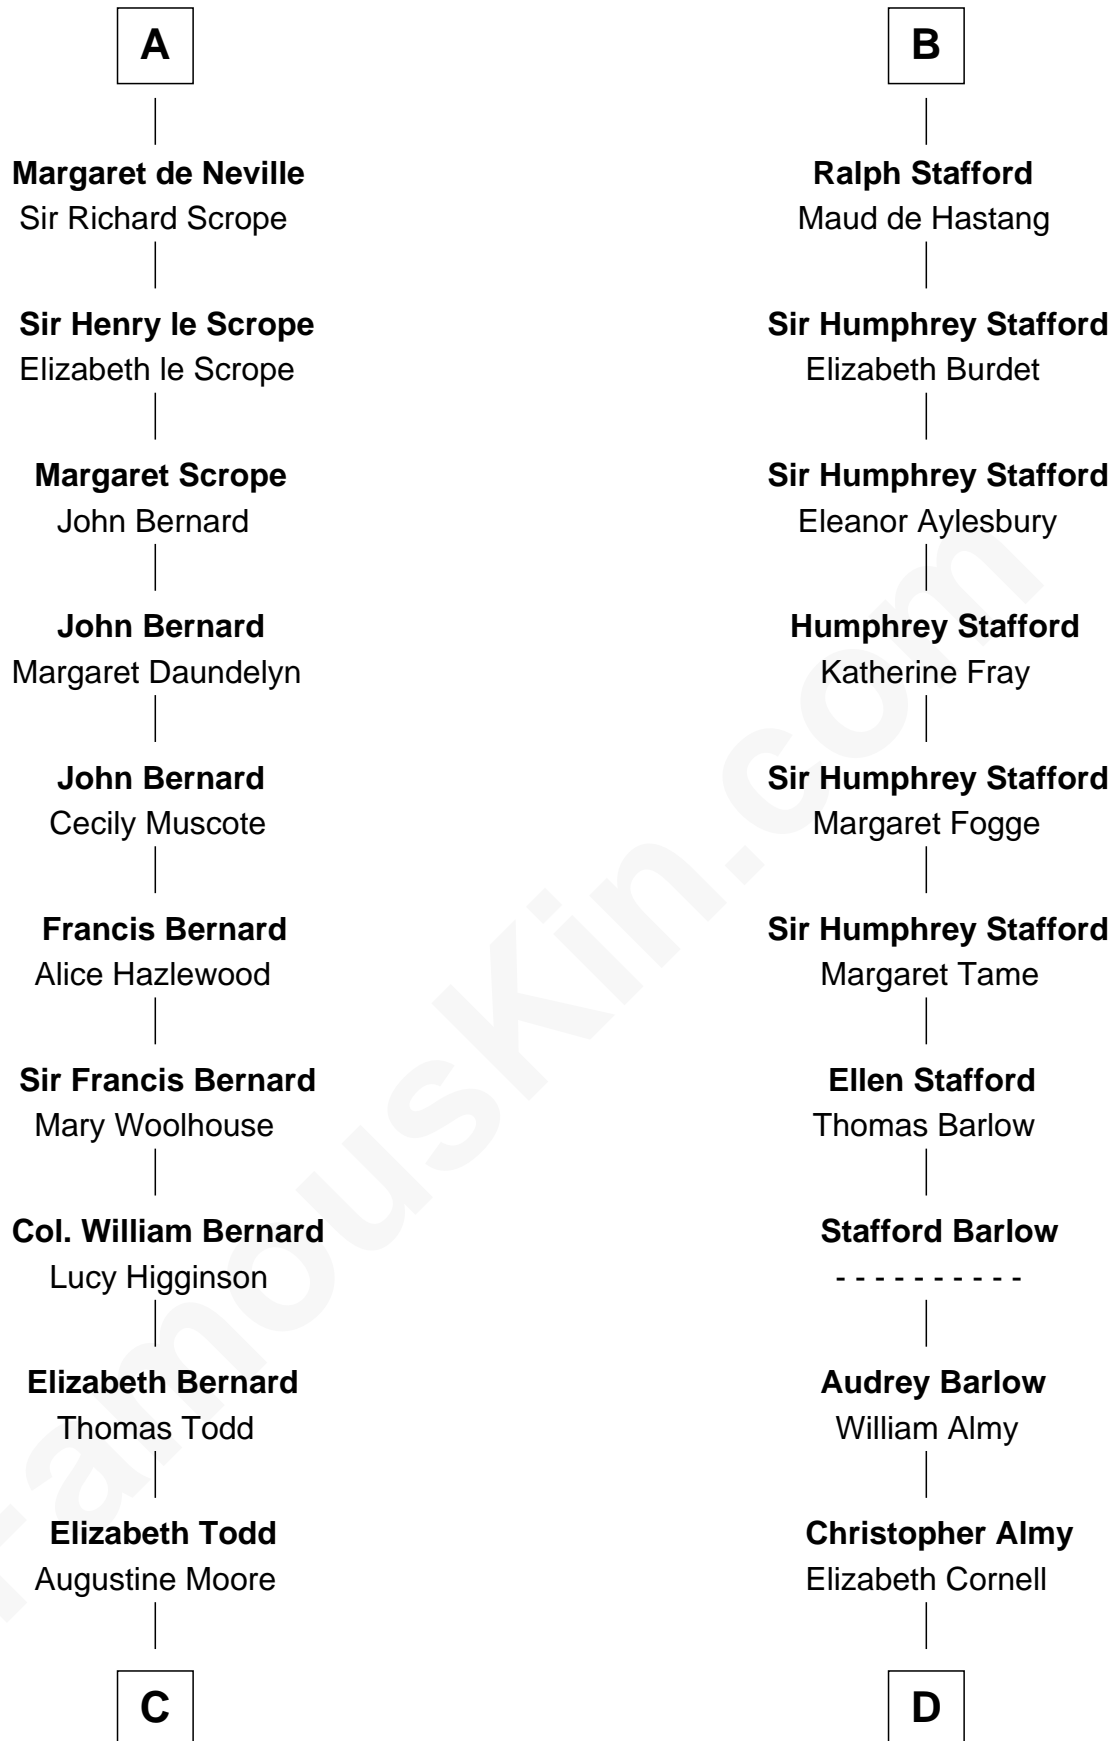 A
Margaret de Neville
Sir Richard Scrope
Sir Henry le Scrope
Elizabeth le Scrope
Margaret Scrope
John Bernard
John Bernard
Margaret Daundelyn
John Bernard
Cecily Muscote
Francis Bernard
Alice Hazlewood
Sir Francis Bernard
Mary Woolhouse
Col. William Bernard
Lucy Higginson
Elizabeth Bernard
Thomas Todd
Elizabeth Todd
Augustine Moore
C
B
Ralph Stafford
Maud de Hastang
Sir Humphrey Stafford
Elizabeth Burdet
Sir Humphrey Stafford
Eleanor Aylesbury
Humphrey Stafford
Katherine Fray
Sir Humphrey Stafford
Margaret Fogge
Sir Humphrey Stafford
Margaret Tame
Ellen Stafford
Thomas Barlow
Stafford Barlow
- - - - - - - - - -
Audrey Barlow
William Almy
Christopher Almy
Elizabeth Cornell
D
FamousKin.com